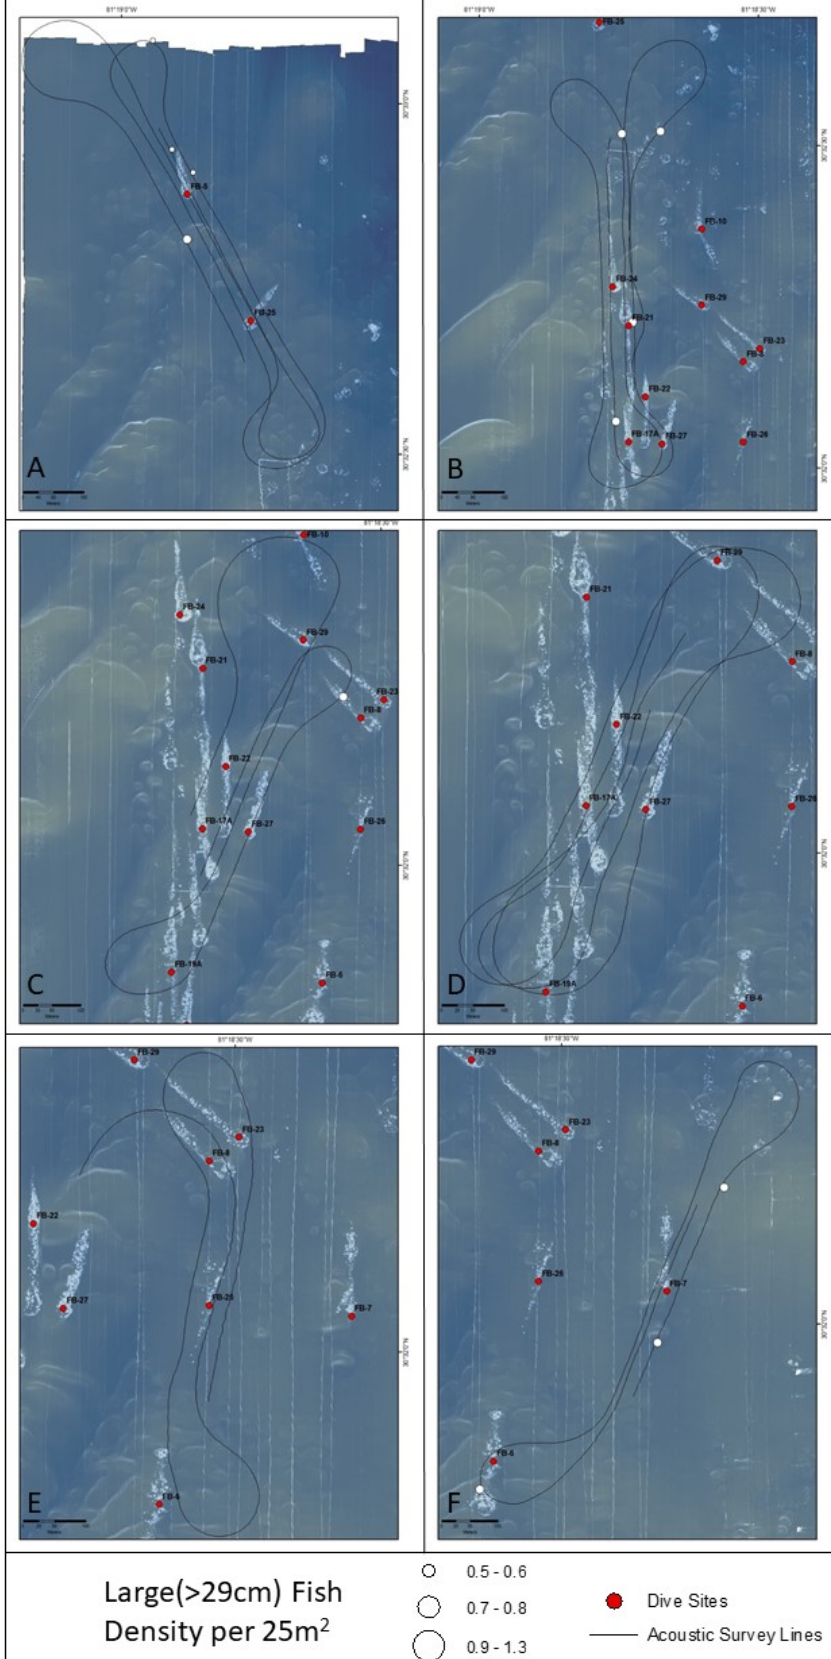 81°19'0"W
FB-5
FB-25
A
Meters
81°19'0"W 81°18'30"W
FB-25
FB-10
FB-24
FB-29
FB-21
FB-23
FB-8
FB-22
FB-17A
FB-27
FB-26
B
Meters
81°18'30"W
FB-10
FB-24
FB-29
FB-21
FB-23
FB-8
FB-22
FB-17A
FB-27
FB-26
FB-19A
FB-6
C
Meters
FB-29
FB-21
FB-8
FB-22
FB-17A
FB-27
FB-26
FB-19A
FB-6
D
Meters
81°18'30"W
FB-29
FB-23
FB-8
FB-22
FB-26
FB-27
FB-7
FB-6
E
Meters
81°18'30"W
FB-29
FB-23
FB-8
FB-26
FB-7
FB-6
F
Meters
Large(>29cm) Fish
Density per 25m²
0.5 - 0.6
0.7 - 0.8
0.9 - 1.3
Dive Sites
Acoustic Survey Lines